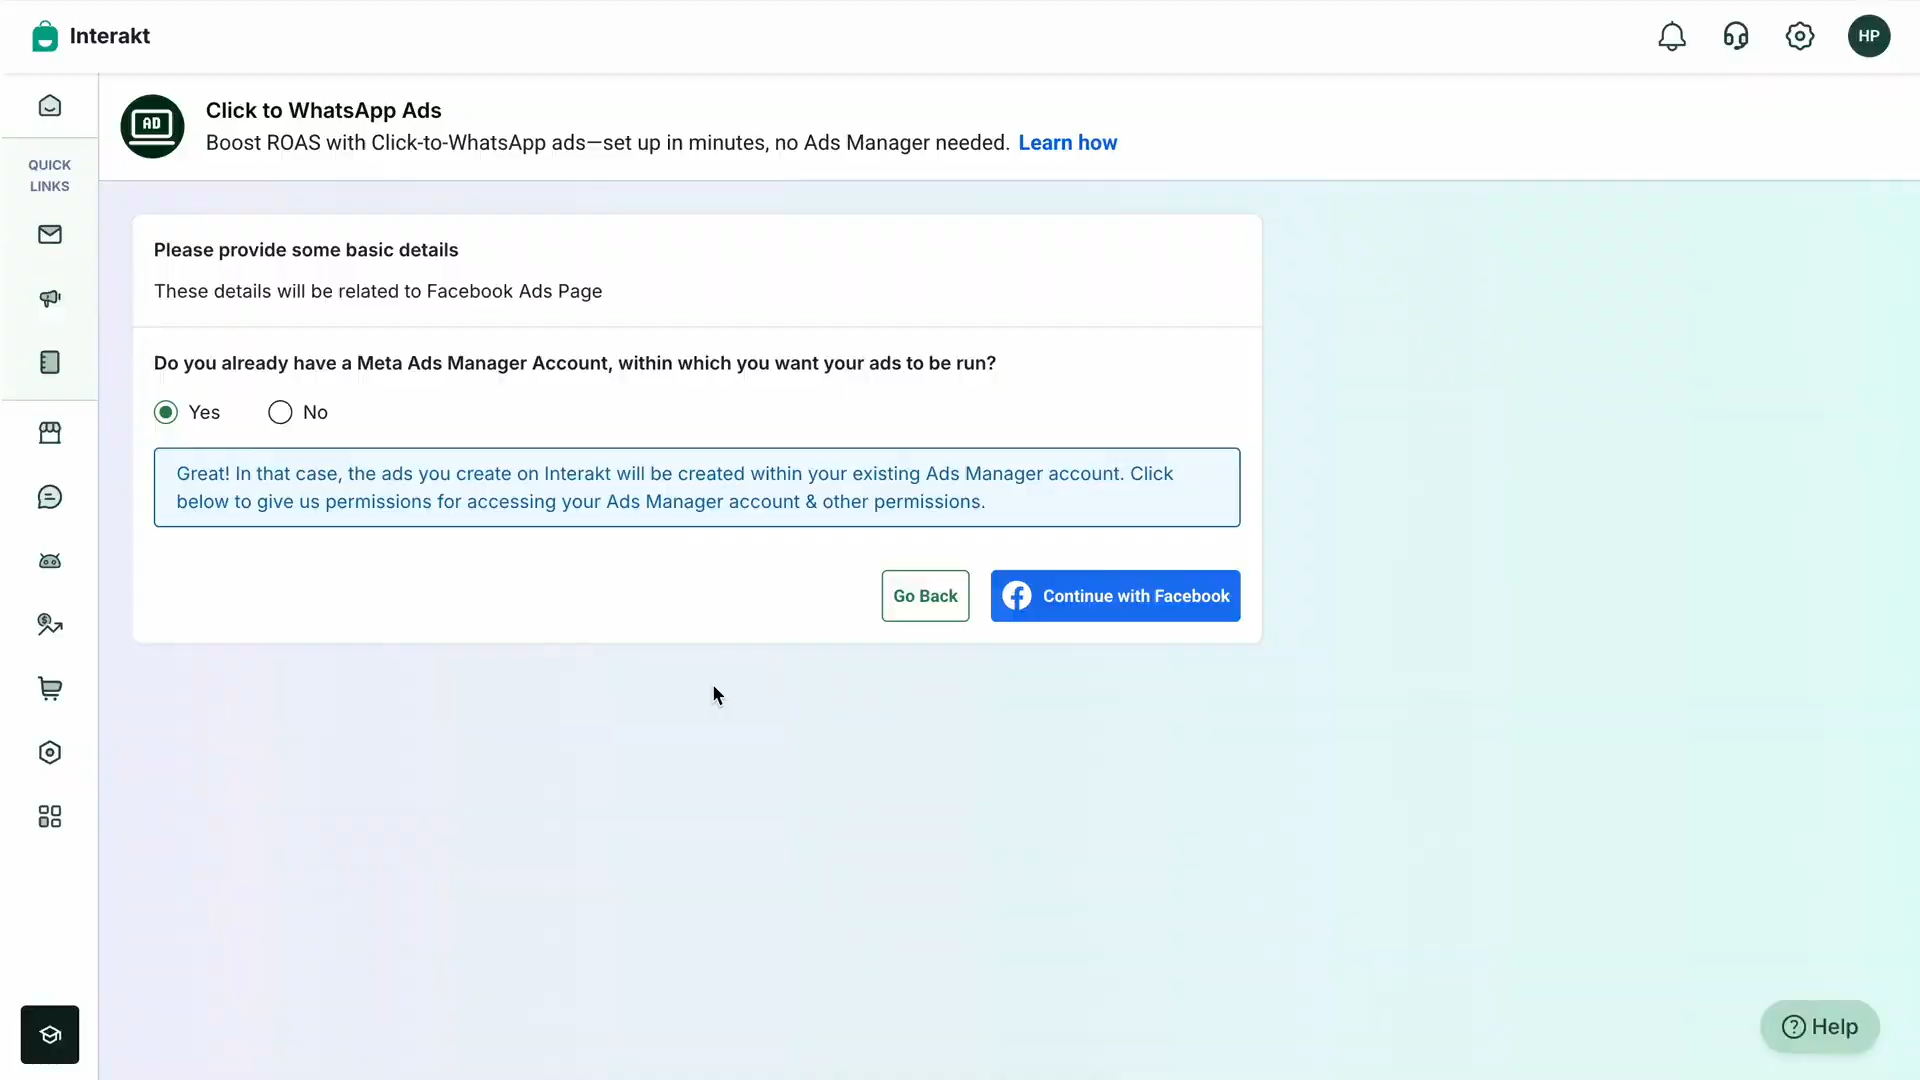 Interakt
HP
AD
Click to WhatsApp Ads
Boost ROAS with Click-to-WhatsApp ads—set up in minutes, no Ads Manager needed. Learn how
QUICK
LINKS
Please provide some basic details
These details will be related to Facebook Ads Page
Do you already have a Meta Ads Manager Account, within which you want your ads to be run?
Yes No
Great! In that case, the ads you create on Interakt will be created within your existing Ads Manager account. Click
below to give us permissions for accessing your Ads Manager account & other permissions.
Go Back Continue with Facebook
Help